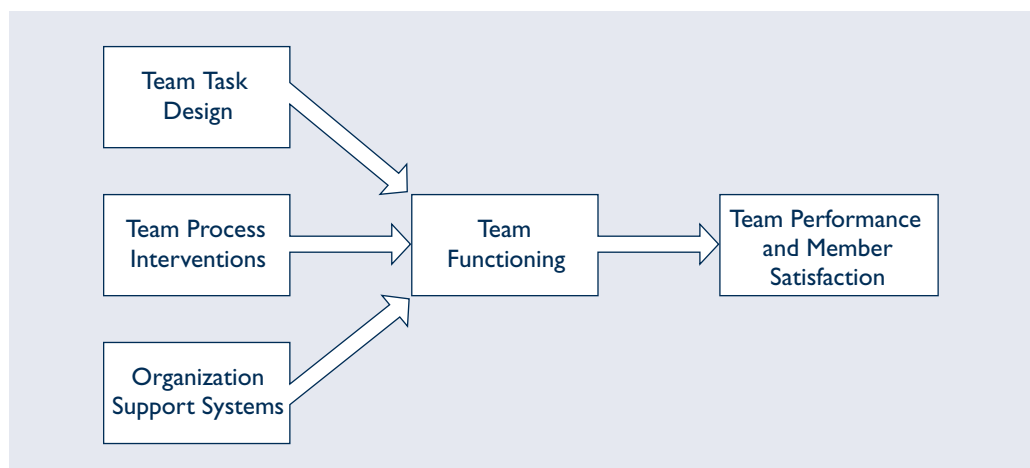 Team Task
Design
Team Process
Interventions
Organization
Support Systems
Team
Functioning
Team Performance
and Member
Satisfaction